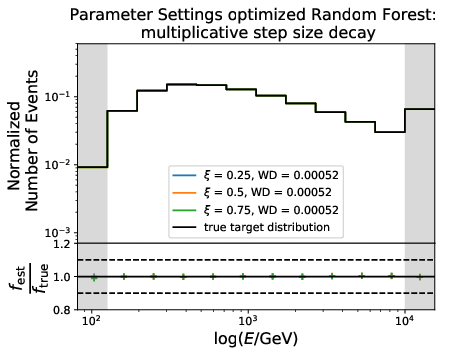 Parameter Settings optimized Random Forest:
multiplicative step size decay
Normalized
Number of Events
10⁻¹
10⁻²
10⁻³
ξ = 0.25, WD = 0.00052
ξ = 0.5, WD = 0.00052
ξ = 0.75, WD = 0.00052
true target distribution
f_est
f_true
1.2
1.0
0.8
10² 10³ 10⁴
log(E/GeV)